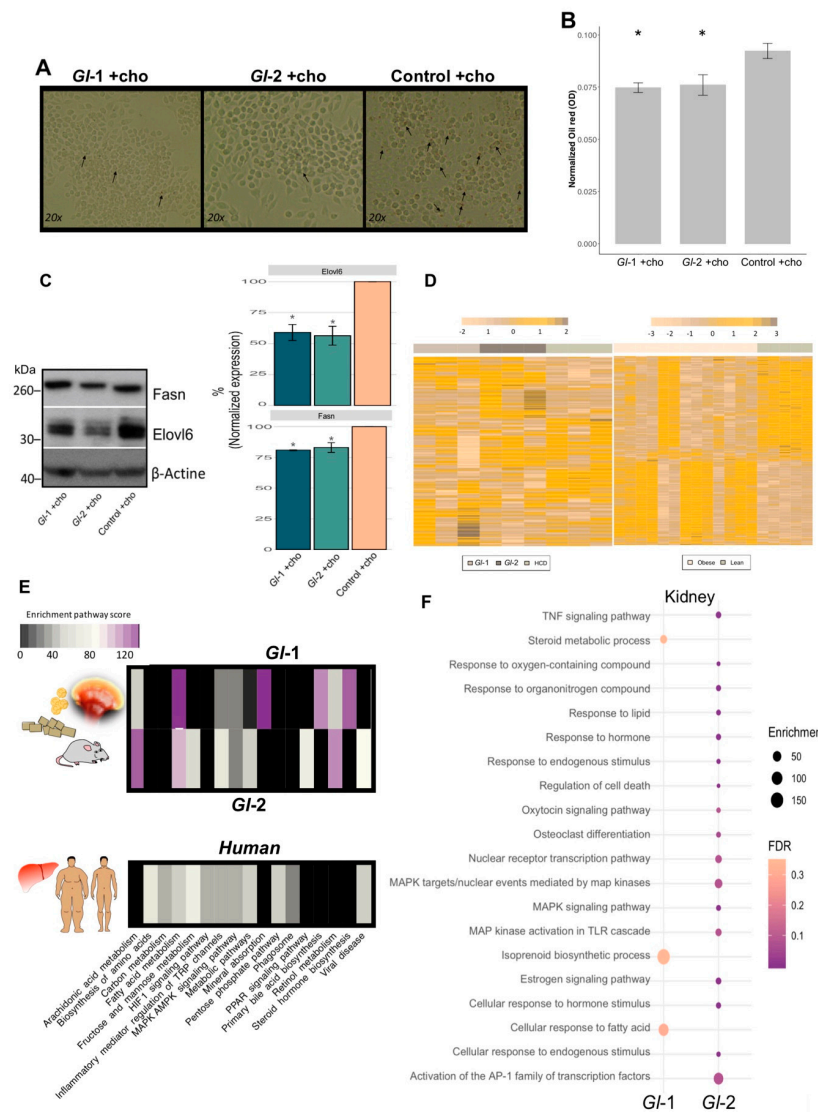 A
Gl-1 +cho
Gl-2 +cho
Control +cho
20x
20x
20x
B
Normalized Oil red (OD)
0.100
0.075
0.050
0.025
0.000
*
*
Gl-1 +cho
Gl-2 +cho
Control +cho
C
kDa
260
30
40
Fasn
Elovl6
β-Actine
Gl-1 +cho
Gl-2 +cho
Control +cho
%
(Normalized expression)
Elovl6
100
75
50
25
0
*
*
Fasn
100
75
50
25
0
*
*
Gl-1 +cho
Gl-2 +cho
Control +cho
D
-2 -1 0 1 2
-3 -2 -1 0 1 2 3
Gl-1 Gl-2 HCD
Obese Lean
E
Enrichment pathway score
0 40 80 120
Gl-1
Gl-2
Human
Arachidonic acid metabolism
Biosynthesis of amino acids
Carbon metabolism
Fatty acid metabolism
Fructose and mannose metabolism
HIF1 signaling pathway
Inflammatory mediator regulation of TRP channels
MAPK AMPK signaling pathway
Metabolic pathways
Mineral absorption
Pentose phosphate pathway
Phagosome
PPAR signaling pathway
Primary bile acid biosynthesis
Retinol metabolism
Steroid hormone biosynthesis
Viral disease
F
Kidney
TNF signaling pathway
Steroid metabolic process
Response to oxygen-containing compound
Response to organonitrogen compound
Response to lipid
Response to hormone
Response to endogenous stimulus
Regulation of cell death
Oxytocin signaling pathway
Osteoclast differentiation
Nuclear receptor transcription pathway
MAPK targets/nuclear events mediated by map kinases
MAPK signaling pathway
MAP kinase activation in TLR cascade
Isoprenoid biosynthetic process
Estrogen signaling pathway
Cellular response to hormone stimulus
Cellular response to fatty acid
Cellular response to endogenous stimulus
Activation of the AP-1 family of transcription factors
Gl-1
Gl-2
Enrichmen
50
100
150
FDR
0.3
0.2
0.1